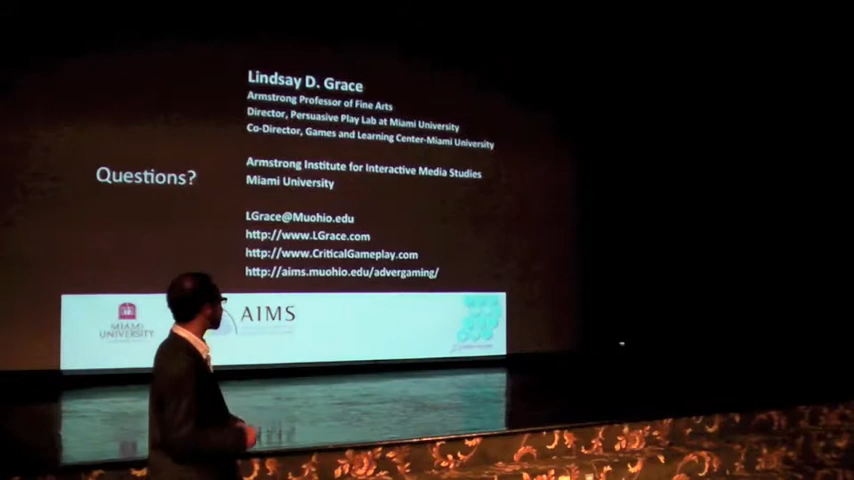 Lindsay D. Grace
Armstrong Professor of Fine Arts
Director, Persuasive Play Lab at Miami University
Co-Director, Games and Learning Center-Miami University
Questions?
Armstrong Institute for Interactive Media Studies
Miami University
LGrace@Muohio.edu
http://www.LGrace.com
http://www.CriticalGameplay.com
http://aims.muohio.edu/advergaming/
MIAMI
UNIVERSITY
AIMS